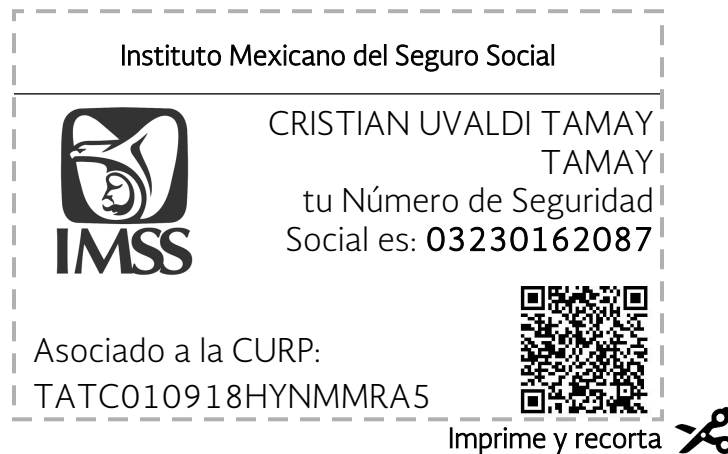 Instituto Mexicano del Seguro Social
CRISTIAN UVALDI TAMAY
TAMAY
tu Número de Seguridad
Social es: 03230162087
IMSS
Asociado a la CURP:
TATC010918HYNMMRA5
Imprime y recorta